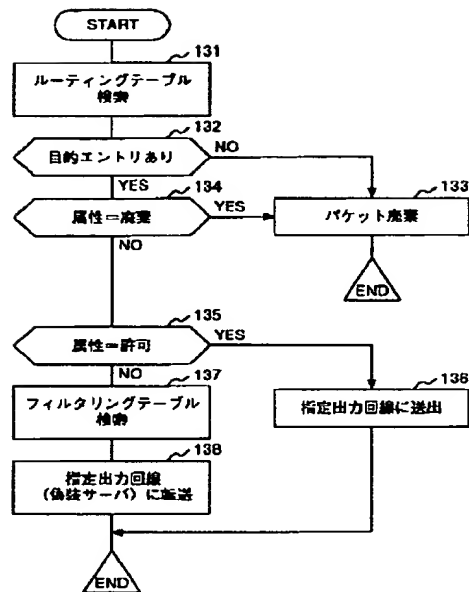 START
131
ルーティングテーブル
検索
132
目的エントリあり
NO
YES
134
属性=廃棄
YES
133
パケット廃棄
NO
END
135
属性=許可
YES
NO
137
フィルタリングテーブル
検索
136
指定出力回線に送出
138
指定出力回線
(偽装サーバ)に転送
END